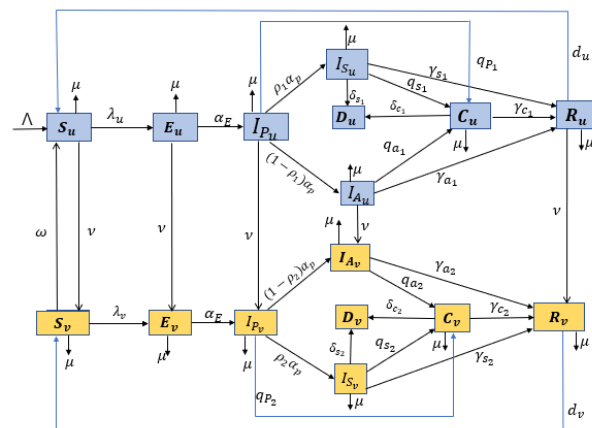 μ μ μ μ q_{P_1} d_u
I_{S_u} γ_{s_1}
ρ_1α_p q_{s_1}
Λ S_u λ_u E_u α_E I_{P_u} δ_{s_1} δ_{c_1} C_u γ_{c_1} R_u
D_u
(1−ρ_1)α_p q_{a_1} μ μ
μ γ_{a_1}
I_{A_u}
ω ν ν ν ν ν
μ
(1−ρ_2)α_p I_{A_v} γ_{a_2}
q_{a_2}
S_v λ_v E_v α_E I_{P_v} D_v δ_{c_2} C_v γ_{c_2} R_v
μ μ μ ρ_2α_p δ_{s_2} q_{s_2} μ γ_{s_2} μ
I_{S_v}
q_{P_2} μ d_v